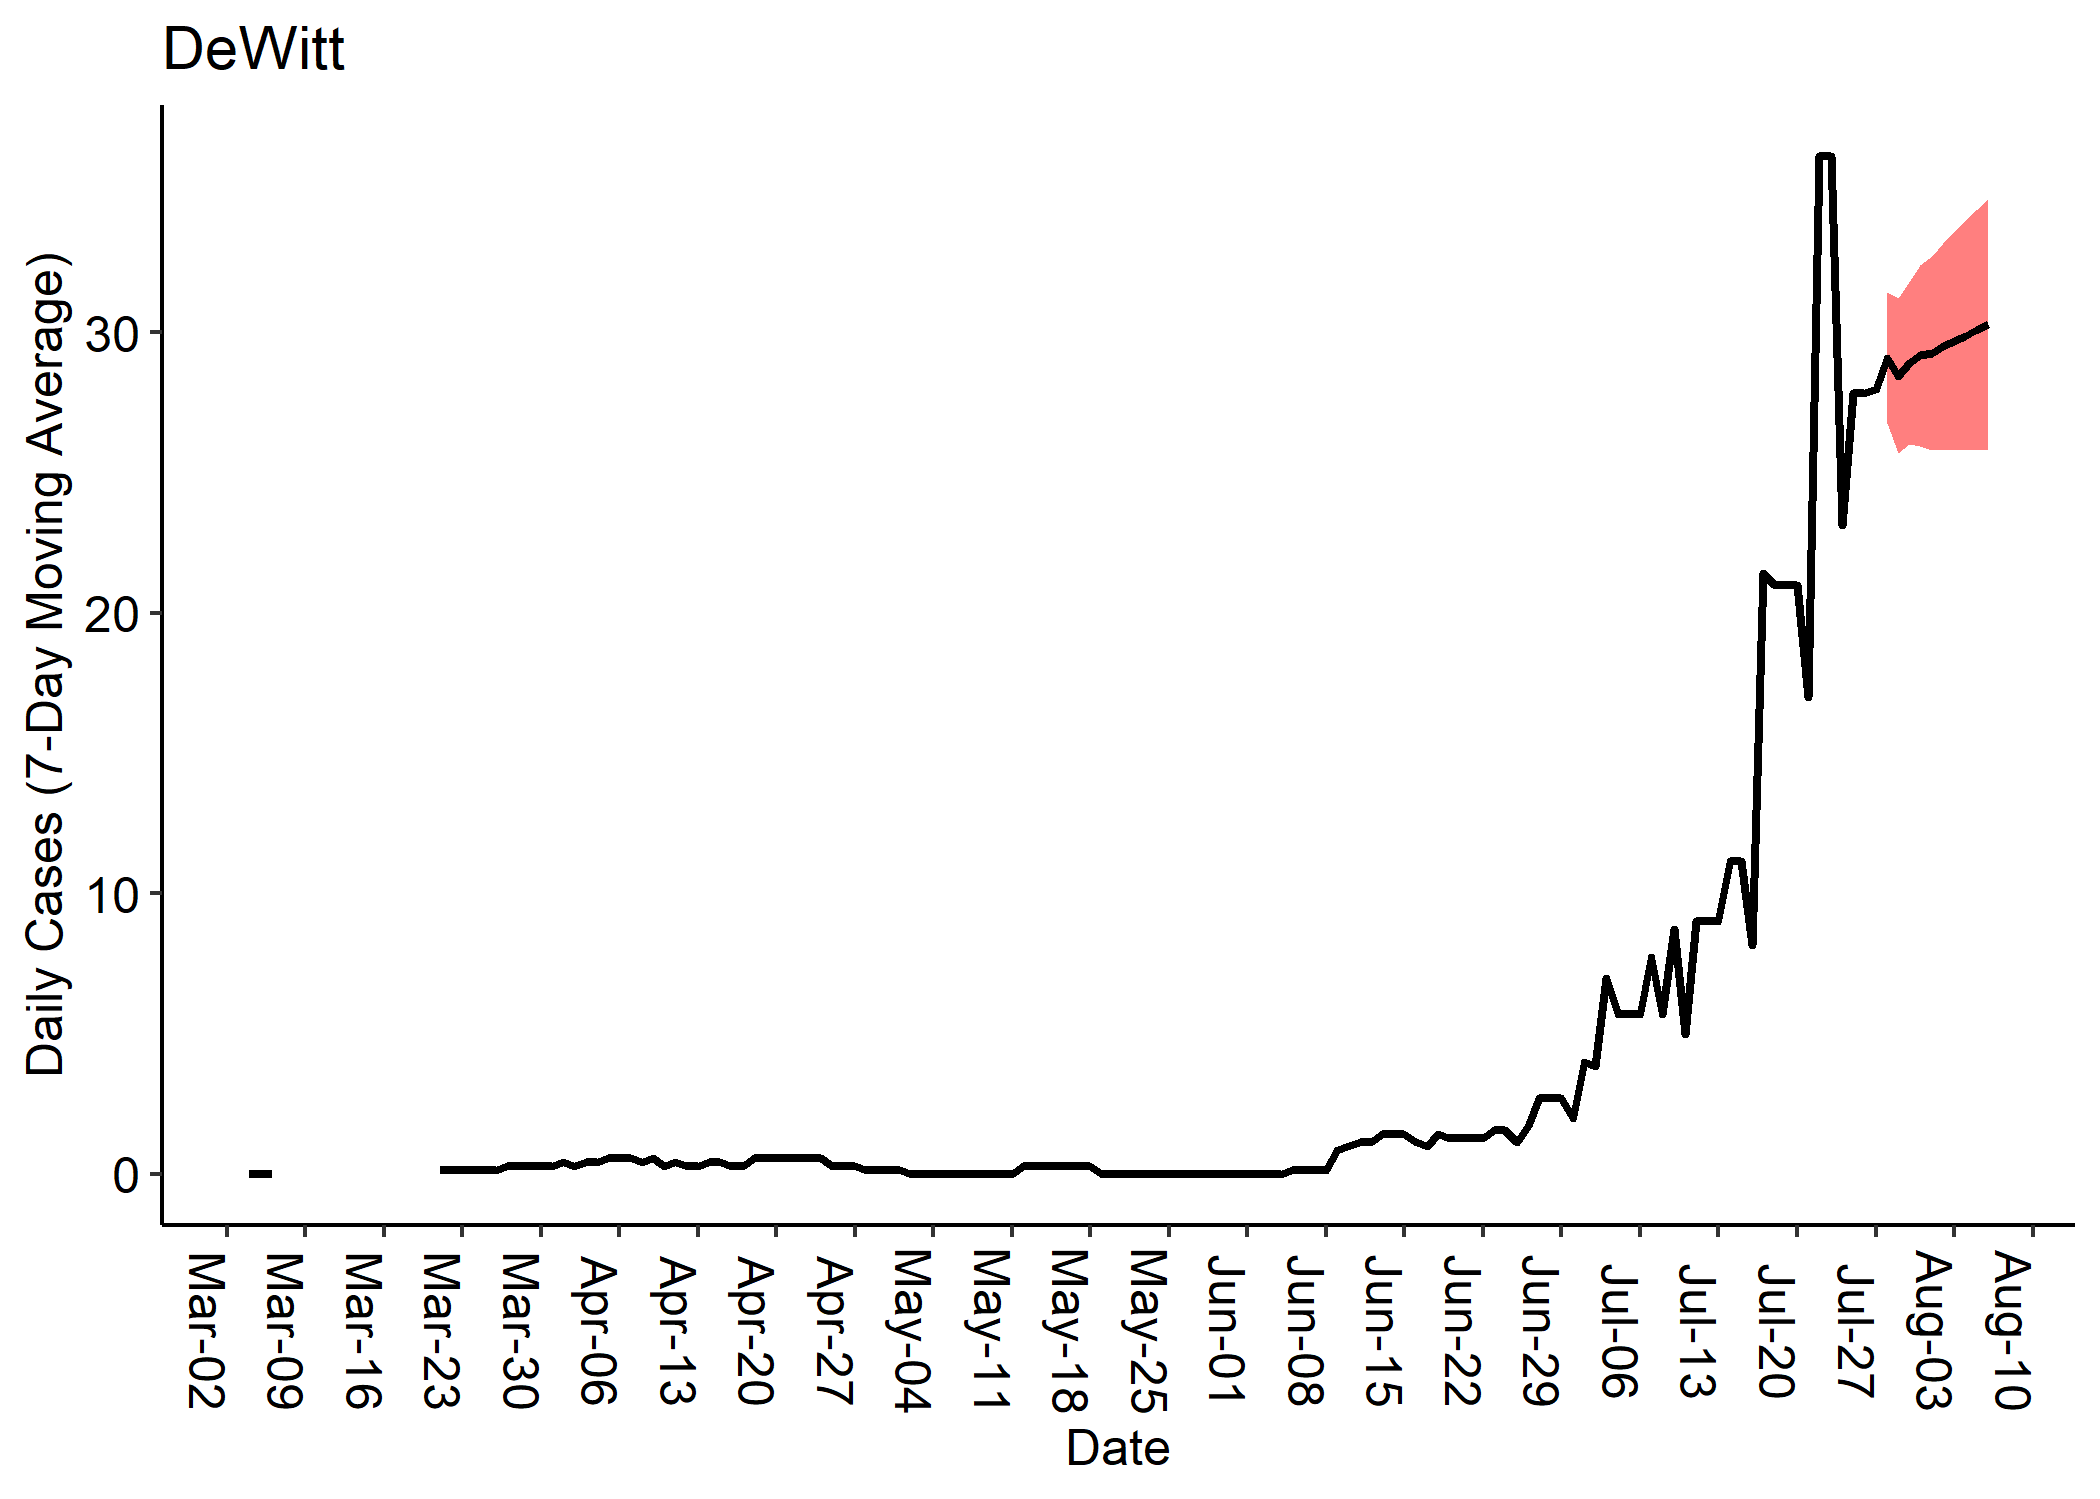 DeWitt
Daily Cases (7-Day Moving Average)
30
20
10
0
Mar-02
Mar-09
Mar-16
Mar-23
Mar-30
Apr-06
Apr-13
Apr-20
Apr-27
May-04
May-11
May-18
May-25
Jun-01
Jun-08
Jun-15
Jun-22
Jun-29
Jul-06
Jul-13
Jul-20
Jul-27
Aug-03
Aug-10
Date